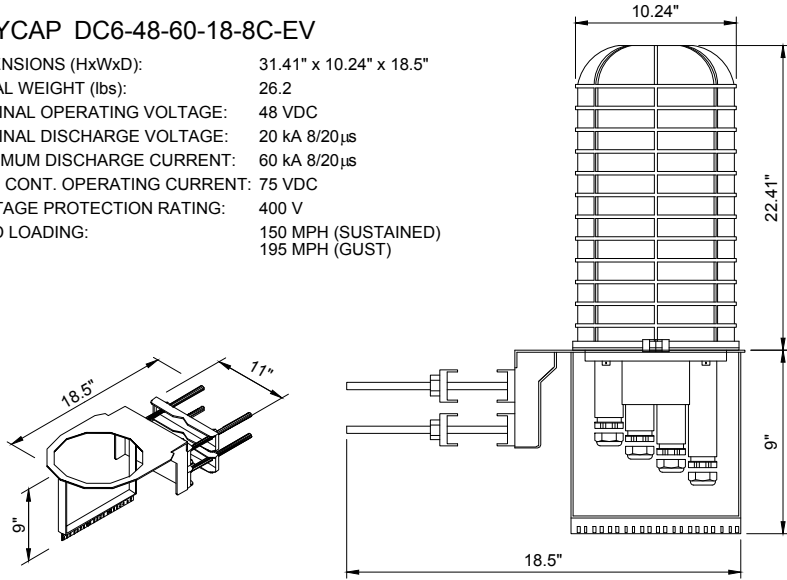 YCAP DC6-48-60-18-8C-EV
ENSIONS (HxWxD): 31.41" x 10.24" x 18.5"
AL WEIGHT (lbs): 26.2
INAL OPERATING VOLTAGE: 48 VDC
INAL DISCHARGE VOLTAGE: 20 kA 8/20µs
MUM DISCHARGE CURRENT: 60 kA 8/20µs
CONT. OPERATING CURRENT: 75 VDC
TAGE PROTECTION RATING: 400 V
D LOADING: 150 MPH (SUSTAINED)
195 MPH (GUST)
10.24"
22.41"
9"
18.5"
18.5"
11"
9"